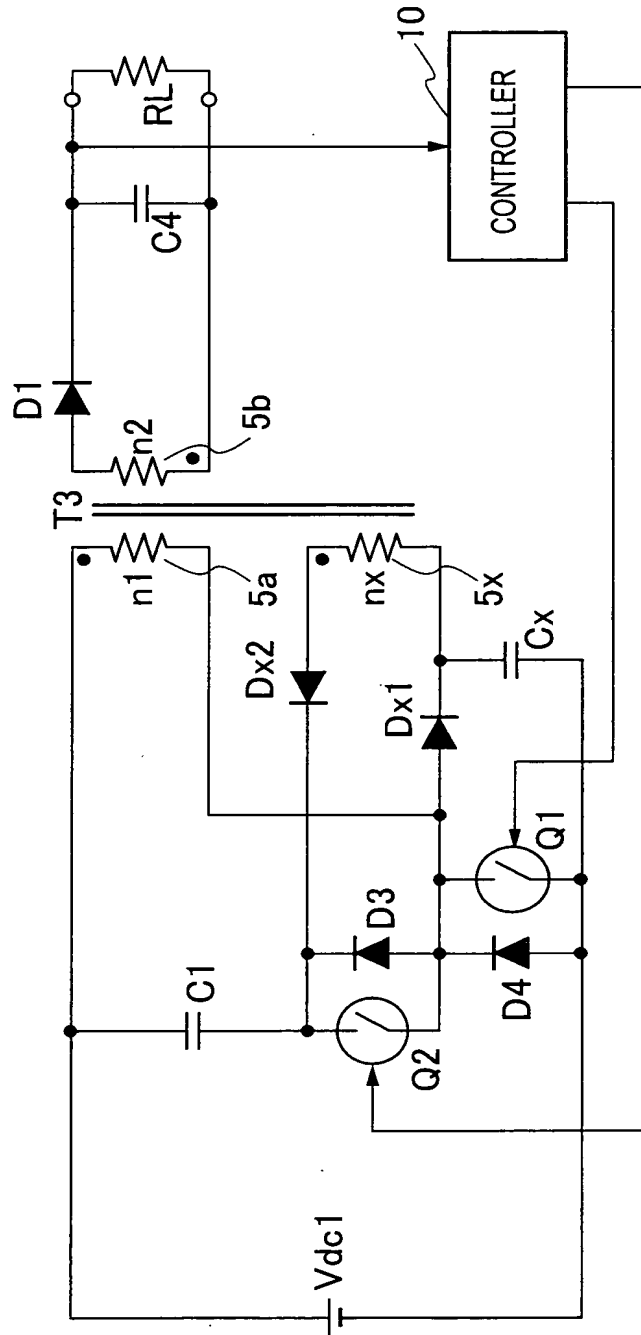 Vdc1
C1
Q2
D3
D4
Q1
Dx2
Dx1
Cx
T3
n1
5a
nx
5x
D1
n2
5b
C4
RL
10
CONTROLLER